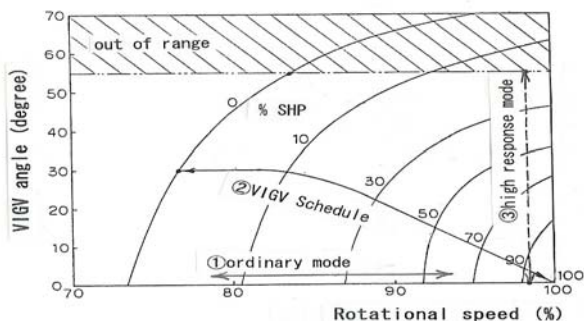 70
60
50
40
30
20
10
0
VIGV angle (degree)
out of range
0
% SHP
10
30
50
70
90
100
②VIGV Schedule
①ordinary mode
③high response mode
70
80
90
100
Rotational speed (%)